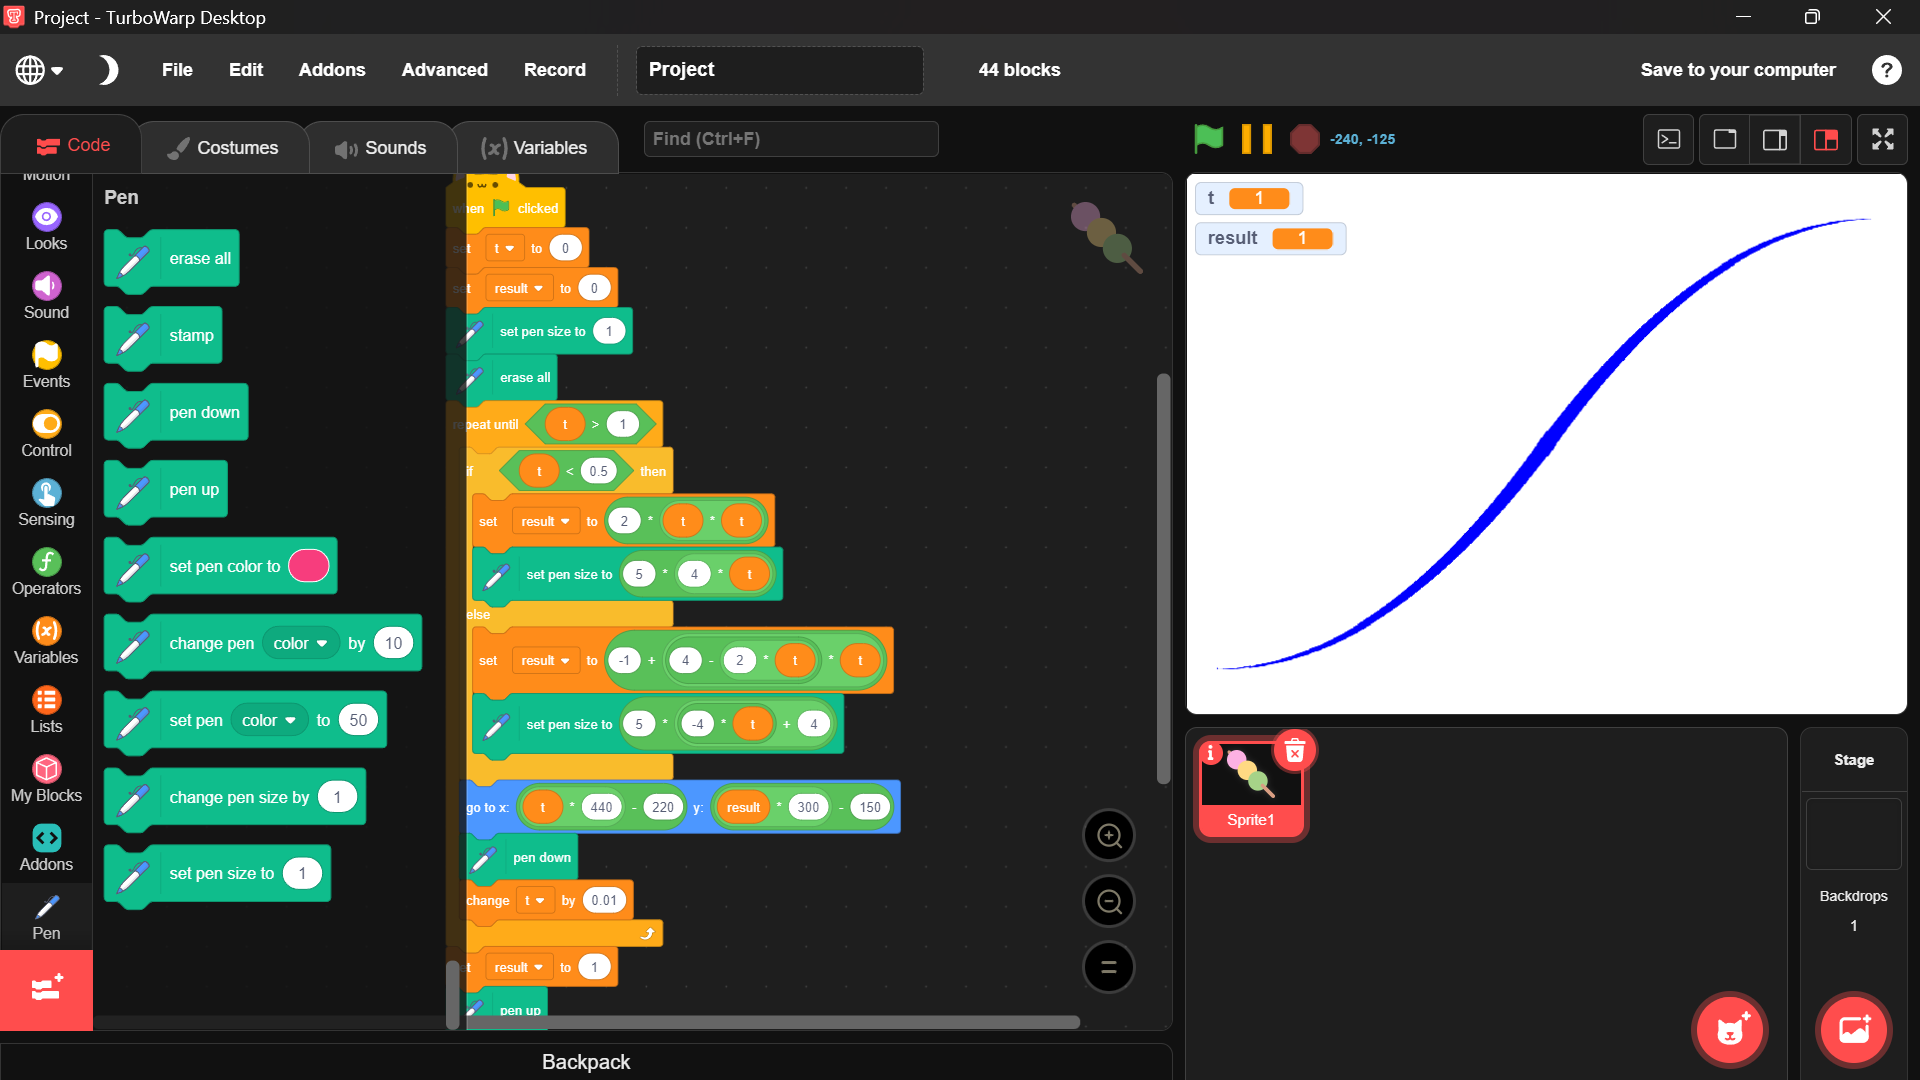 Project - TurboWarp Desktop
File Edit Addons Advanced Record Project 44 blocks Save to your computer ?
Code Costumes Sounds (x) Variables Find (Ctrl+F) -240, -125
Motion
Looks
Sound
Events
Control
Sensing
Operators
Variables
Lists
My Blocks
Addons
Pen
Pen
erase all
stamp
pen down
pen up
set pen color to
change pen color by 10
set pen color to 50
change pen size by 1
set pen size to 1
when clicked
set t to 0
set result to 0
set pen size to 1
erase all
repeat until t > 1
if t < 0.5 then
set result to 2 * t * t
set pen size to 5 * 4 * t
else
set result to -1 + 4 - 2 * t * t
set pen size to 5 * -4 * t + 4
go to x: t * 440 - 220 y: result * 300 - 150
pen down
change t by 0.01
set result to 1
pen up
Backpack
t 1
result 1
Sprite1
Stage
Backdrops
1